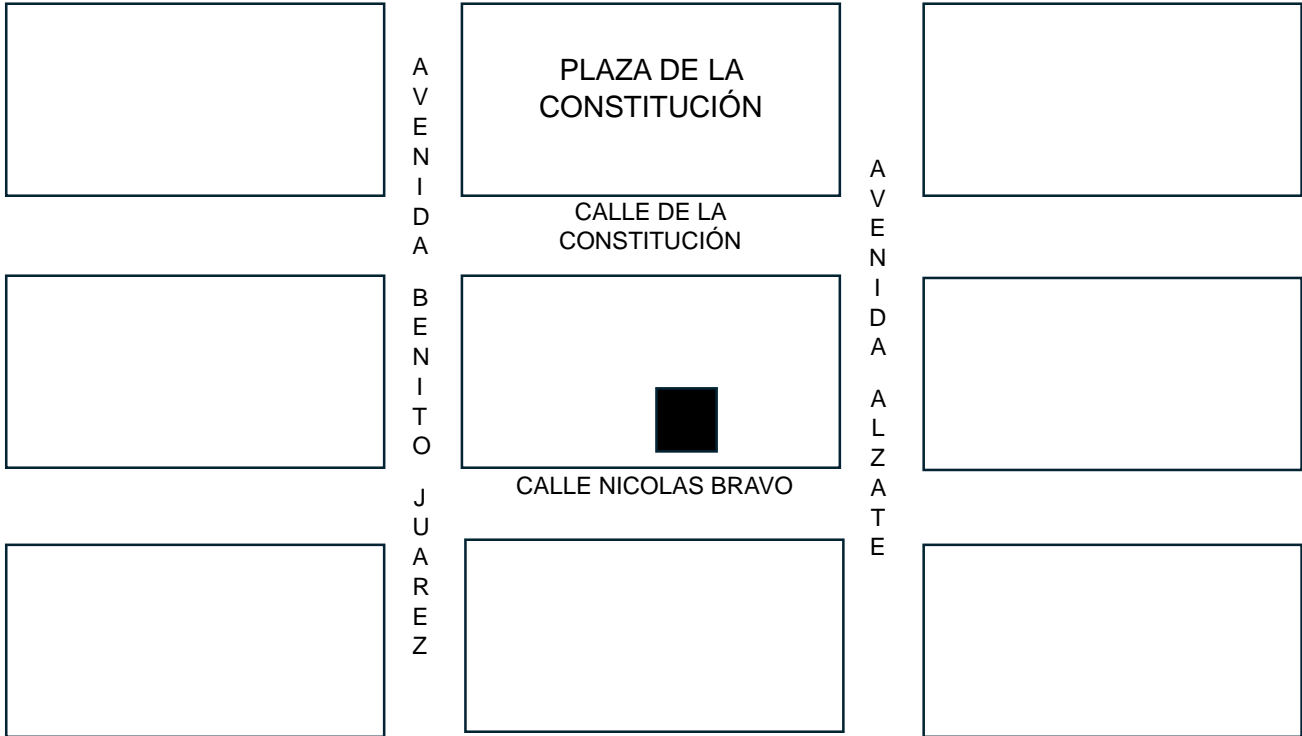 AVENIDA BENITO JUAREZ
PLAZA DE LA
CONSTITUCIÓN
CALLE DE LA
CONSTITUCIÓN
AVENIDA ALZATE
CALLE NICOLAS BRAVO